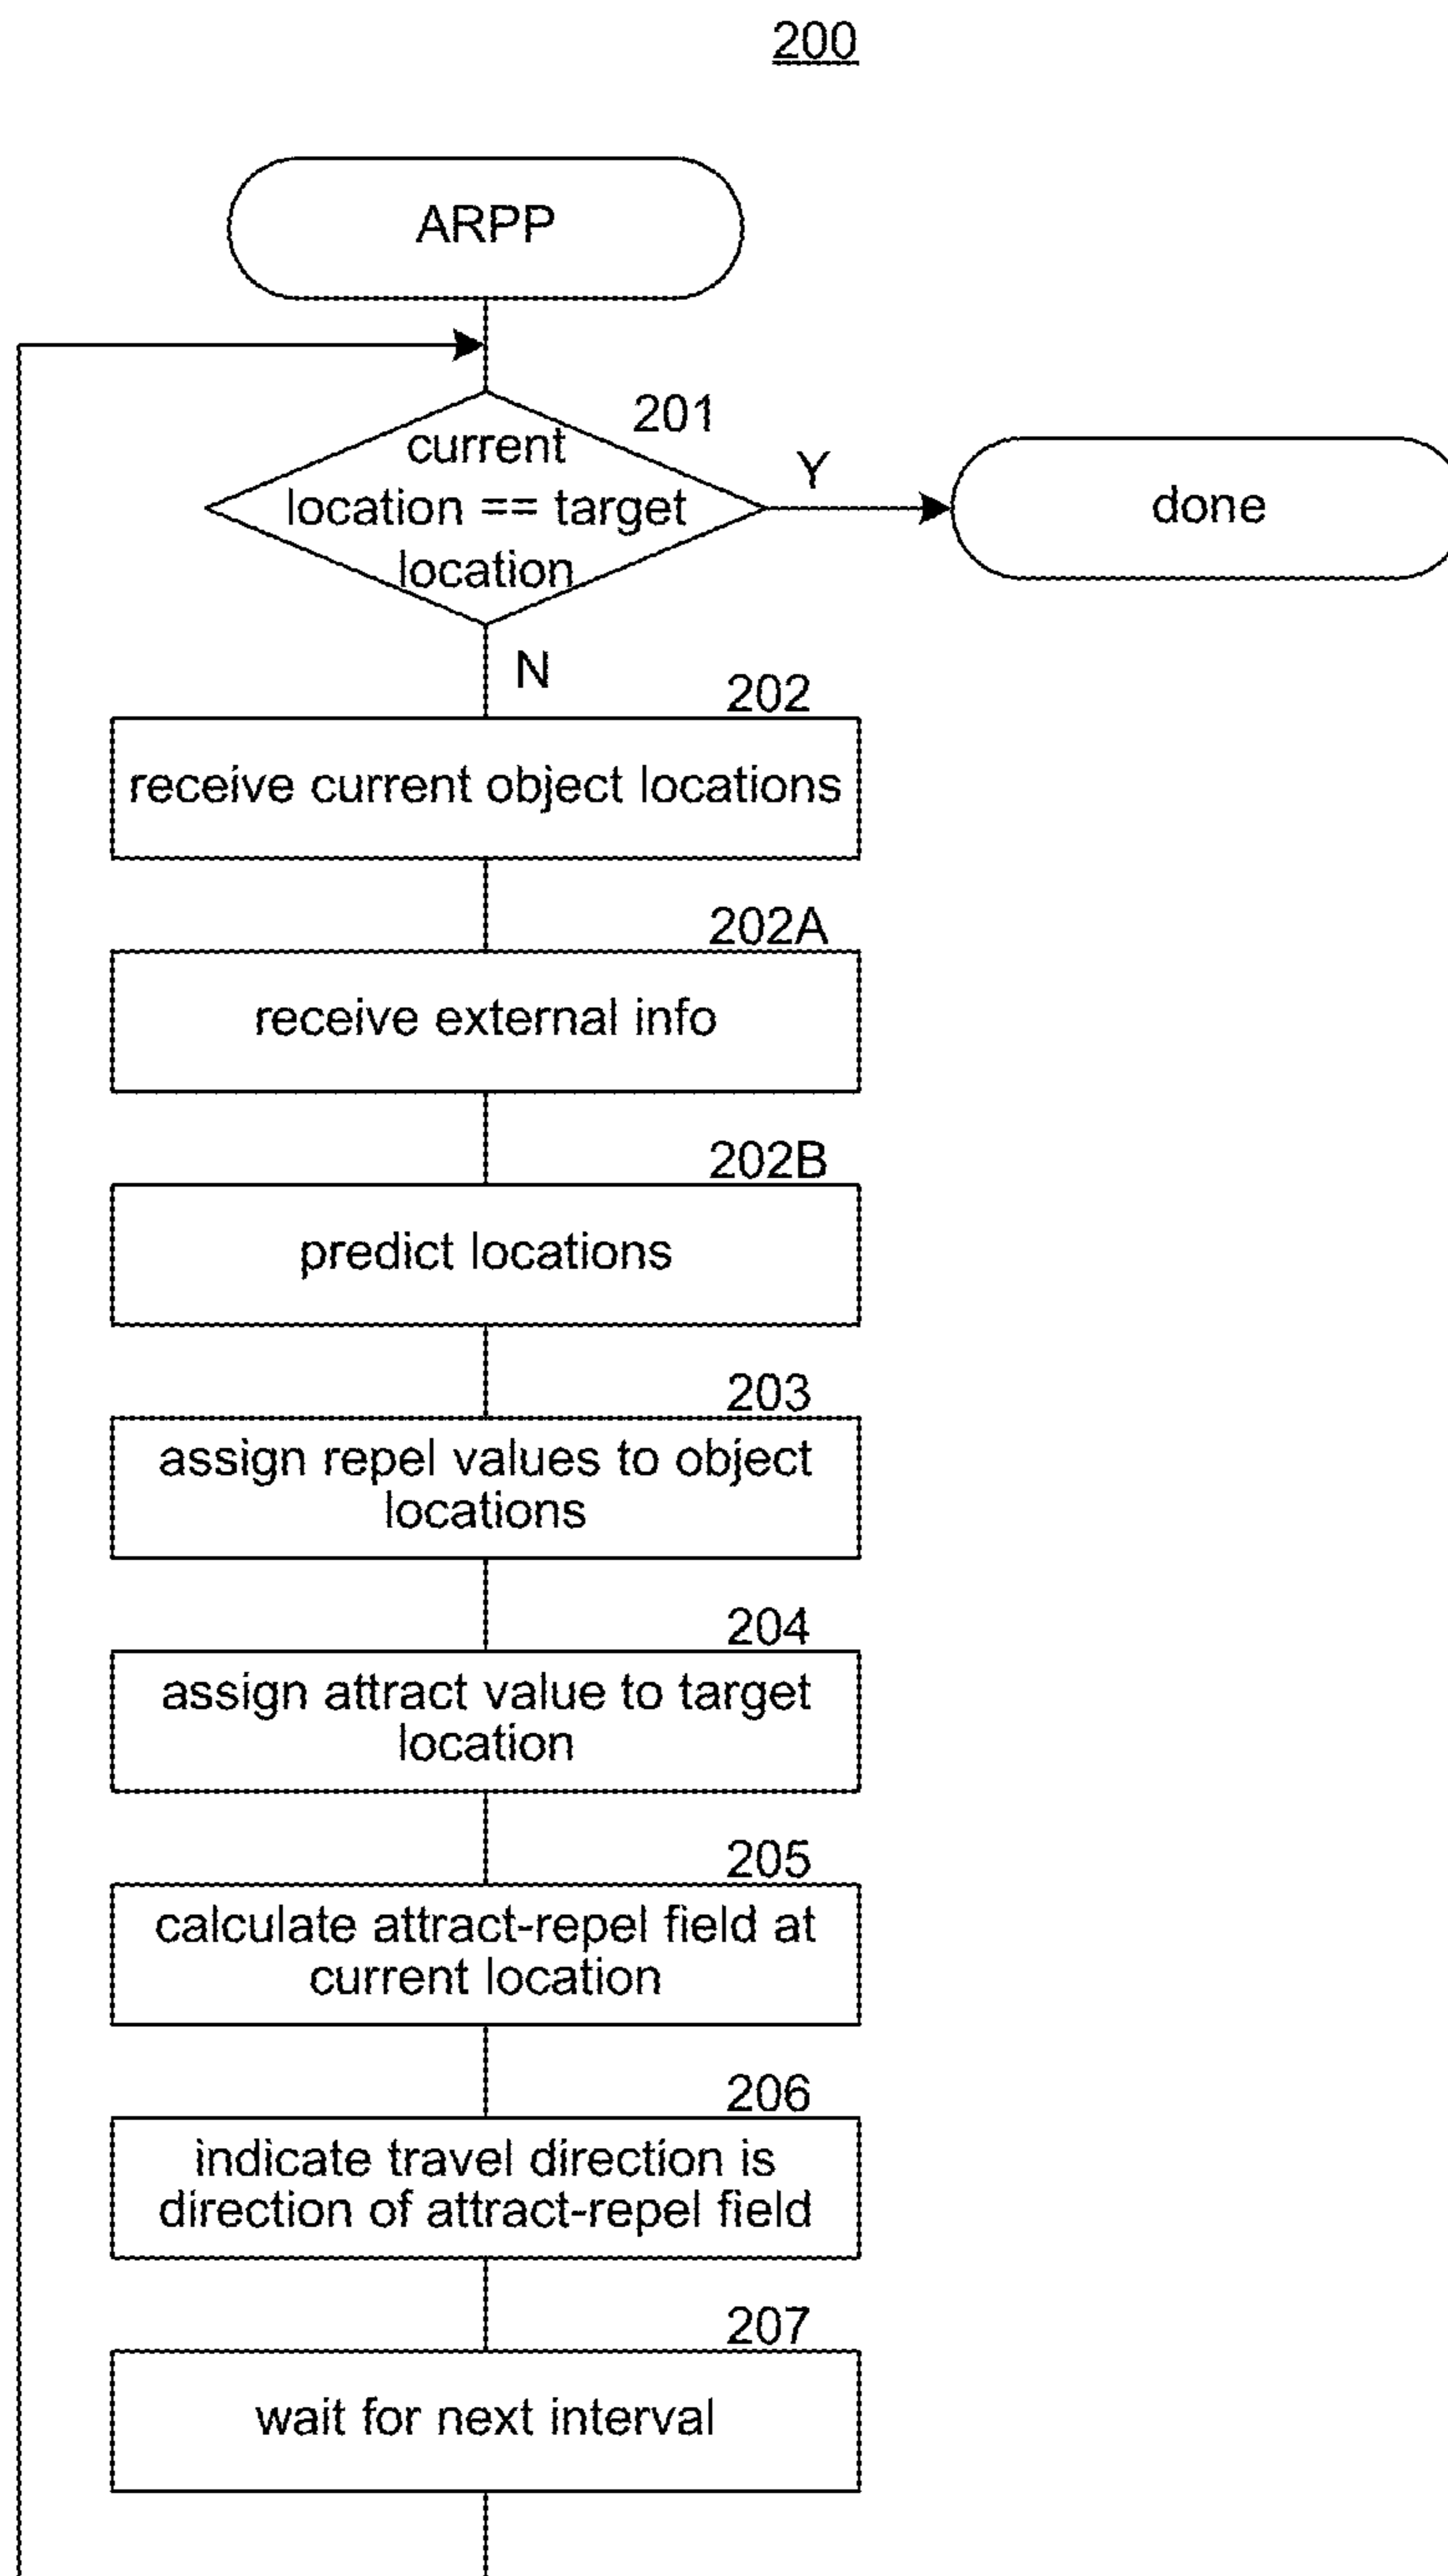 200
ARPP
201
current
location == target
location
Y
done
N
202
receive current object locations
202A
receive external info
202B
predict locations
203
assign repel values to object
locations
204
assign attract value to target
location
205
calculate attract-repel field at
current location
206
indicate travel direction is
direction of attract-repel field
207
wait for next interval